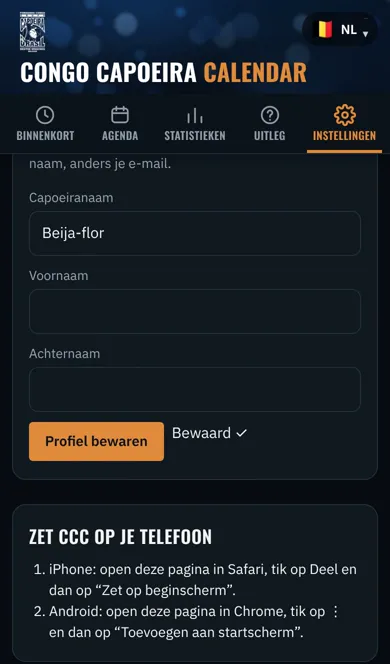 CAPOEIRA
BRASIL
NL ▼
CONGO CAPOEIRA CALENDAR
BINNENKORT AGENDA STATISTIEKEN UITLEG INSTELLINGEN
naam, anders je e-mail.
Capoeiranaam
Beija-flor
Voornaam
Achternaam
Profiel bewaren Bewaard ✓
ZET CCC OP JE TELEFOON
1. iPhone: open deze pagina in Safari, tik op Deel en
dan op “Zet op beginscherm”.
2. Android: open deze pagina in Chrome, tik op ⋮
en dan op “Toevoegen aan startscherm”.